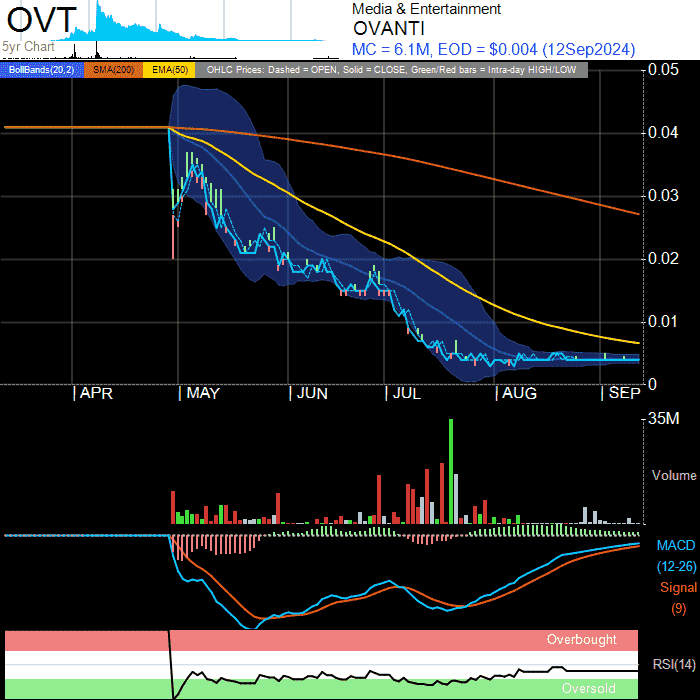 OVT
5yr Chart
Media & Entertainment
OVANTI
MC = 6.1M, EOD = $0.004 (12Sep2024)
BollBands(20,2) SMA(200) EMA(50) OHLC Prices: Dashed = OPEN, Solid = CLOSE, Green/Red bars = Intra-day HIGH/LOW
0.05
0.04
0.03
0.02
0.01
0
APR MAY JUN JUL AUG SEP
35M
Volume
MACD
(12-26)
Signal
(9)
Overbought
RSI(14)
Oversold